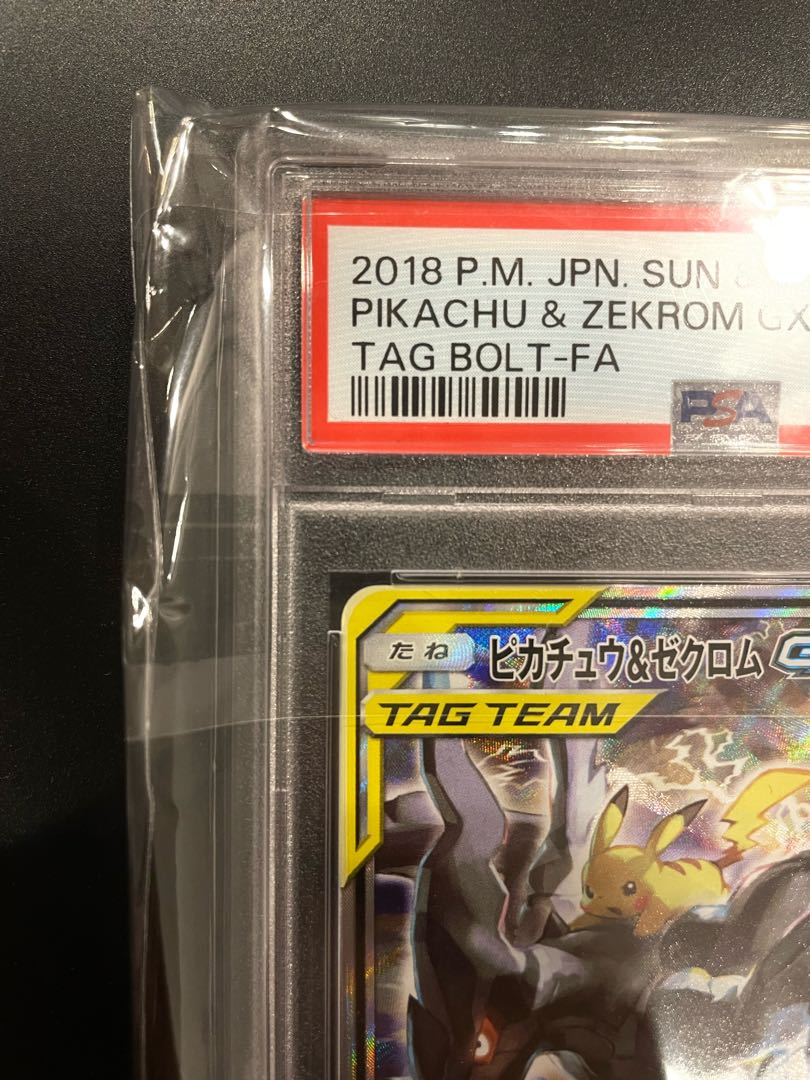 2018 P.M. JPN. SUN &
PIKACHU & ZEKROM GX
TAG BOLT-FA
PSA
たね ピカチュウ&ゼクロム
TAG TEAM